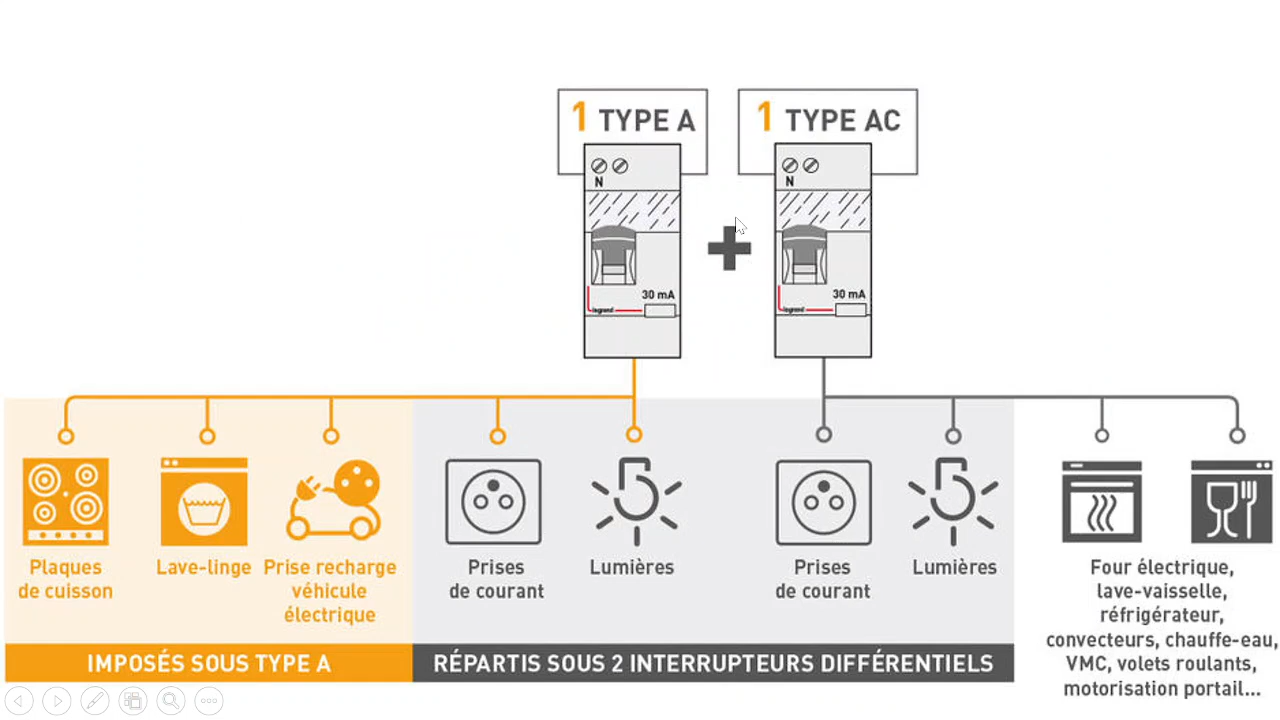 1 TYPE A
1 TYPE AC
N
N
30 mA
legrand
30 mA
legrand
Plaques
de cuisson
Lave-linge
Prise recharge
véhicule
électrique
Prises
de courant
Lumières
Prises
de courant
Lumières
Four électrique,
lave-vaisselle,
réfrigérateur,
convecteurs, chauffe-eau,
VMC, volets roulants,
motorisation portail...
IMPOSÉS SOUS TYPE A
RÉPARTIS SOUS 2 INTERRUPTEURS DIFFÉRENTIELS